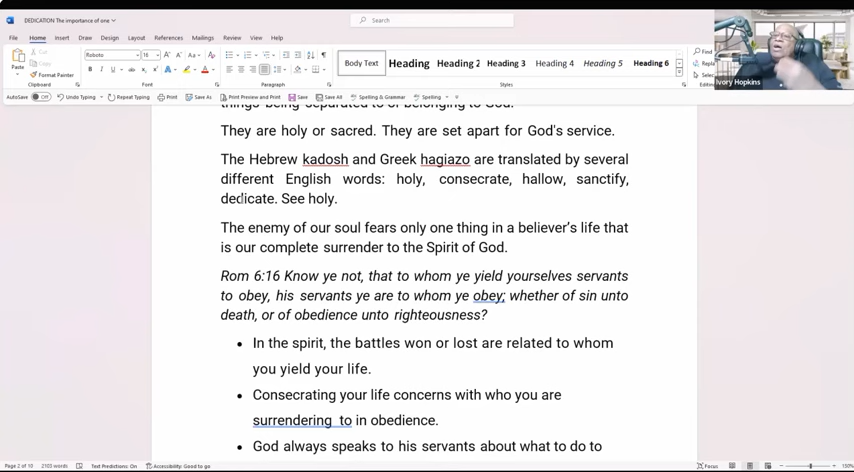 DEDICATION The importance of one
Search
File Home Insert Draw Design Layout References Mailings Review View Help
Paste
Cut
Copy
Format Painter
Clipboard
Roboto 16
Font
Paragraph
Body Text Heading Heading 2 Heading 3 Heading 4 Heading 5 Heading 6
Styles
Find
Ivory Hopkins
AutoSave Off Undo Typing Repeat Typing Print Preview and Print Save Save All Spelling & Grammar Spelling
things being separated to or belonging to God.
They are holy or sacred. They are set apart for God's service.
The Hebrew kadosh and Greek hagiazo are translated by several
different English words: holy, consecrate, hallow, sanctify,
dedicate. See holy.
The enemy of our soul fears only one thing in a believer's life that
is our complete surrender to the Spirit of God.
Rom 6:16 Know ye not, that to whom ye yield yourselves servants
to obey, his servants ye are to whom ye obey; whether of sin unto
death, or of obedience unto righteousness?
• In the spirit, the battles won or lost are related to whom
you yield your life.
• Consecrating your life concerns with who you are
surrendering to in obedience.
• God always speaks to his servants about what to do to
Page 2 of 10 2103 words Text Predictions: On Accessibility: Good to go Focus 150%